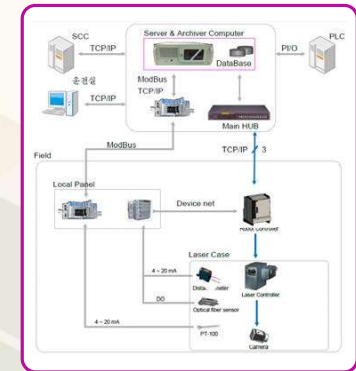 SCC
Server & Archiver Computer
PLC
TCP/IP
DataBase
PI/O
운전실
ModBus
TCP/IP
TCP/IP
Main HUB
ModBus
TCP/IP
3
Field
Local Panel
Device net
Robot Controller
Laser Case
4 ~ 20 mA
DO
Optical fiber sensor
Laser Controller
4 ~ 20 mA
PT-100
Camera